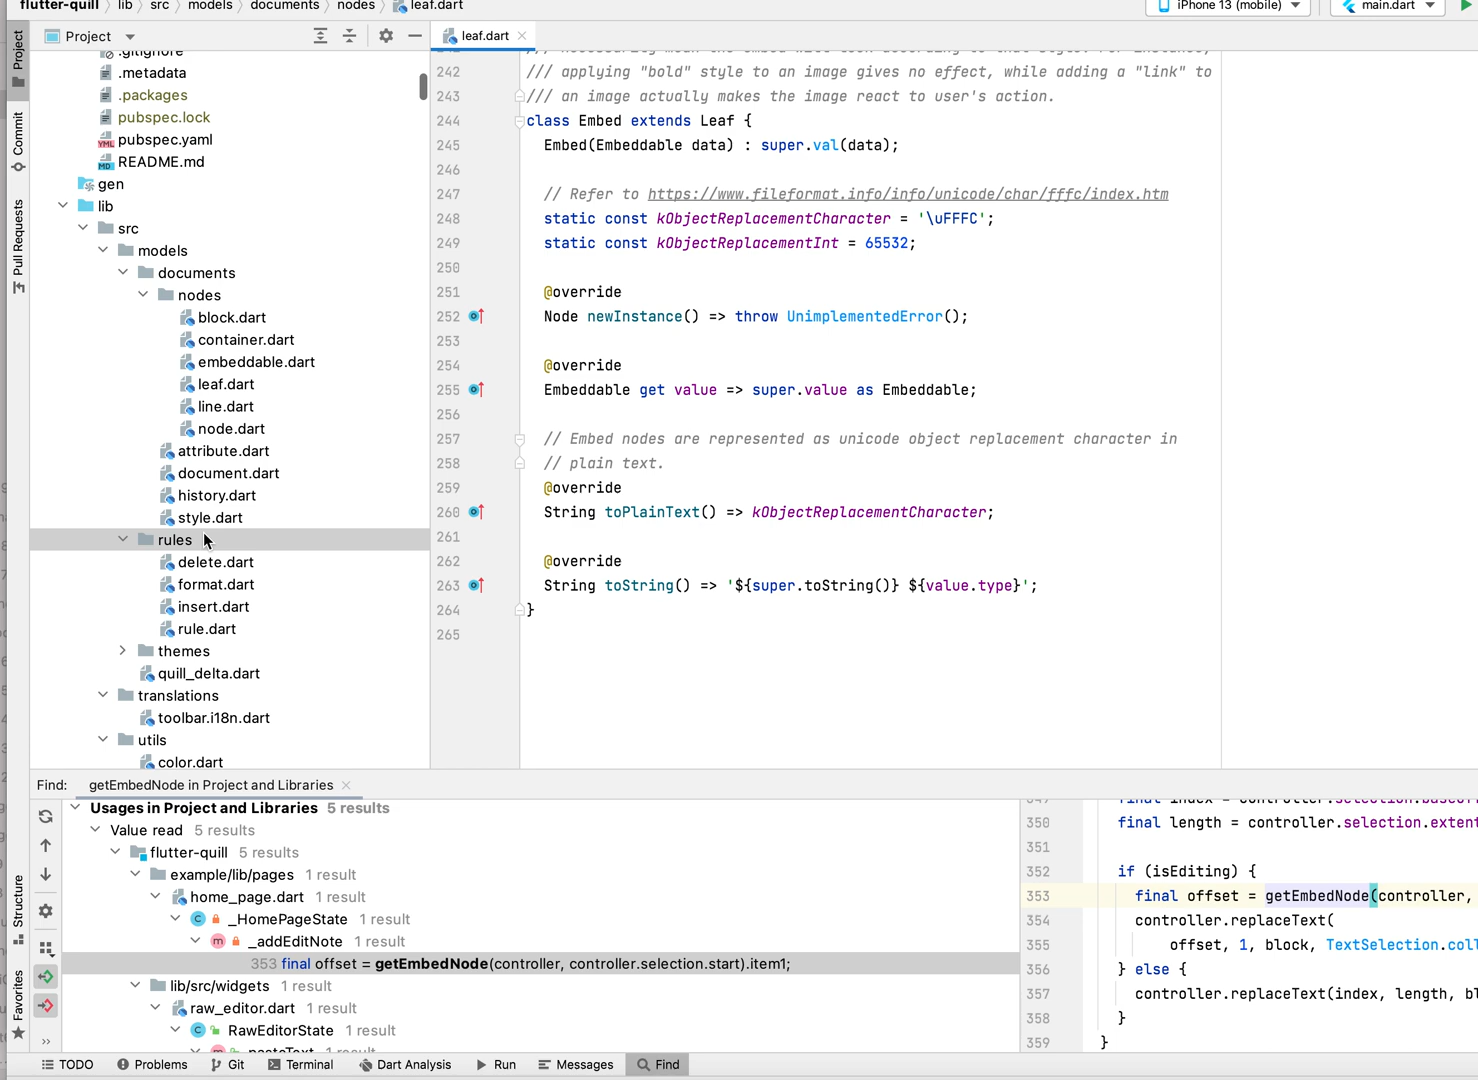 flutter-quill lib src models documents nodes leaf.dart
iPhone 13 (mobile) main.dart
Project
leaf.dart
.gitignore
.metadata
.packages
pubspec.lock
pubspec.yaml
README.md
gen
lib
src
models
documents
nodes
block.dart
container.dart
embeddable.dart
leaf.dart
line.dart
node.dart
attribute.dart
document.dart
history.dart
style.dart
rules
delete.dart
format.dart
insert.dart
rule.dart
themes
quill_delta.dart
translations
toolbar.i18n.dart
utils
color.dart
Project
Commit
Pull Requests
Structure
Favorites
242 /// applying "bold" style to an image gives no effect, while adding a "link" to
243 /// an image actually makes the image react to user's action.
244 class Embed extends Leaf {
245 Embed(Embeddable data) : super.val(data);
246
247 // Refer to https://www.fileformat.info/info/unicode/char/fffc/index.htm
248 static const kObjectReplacementCharacter = '\uFFFC';
249 static const kObjectReplacementInt = 65532;
250
251 @override
252 Node newInstance() => throw UnimplementedError();
253
254 @override
255 Embeddable get value => super.value as Embeddable;
256
257 // Embed nodes are represented as unicode object replacement character in
258 // plain text.
259 @override
260 String toPlainText() => kObjectReplacementCharacter;
261
262 @override
263 String toString() => '${super.toString()} ${value.type}';
264 }
265
Find: getEmbedNode in Project and Libraries
Usages in Project and Libraries 5 results
Value read 5 results
flutter-quill 5 results
example/lib/pages 1 result
home_page.dart 1 result
_HomePageState 1 result
_addEditNote 1 result
353 final offset = getEmbedNode(controller, controller.selection.start).item1;
lib/src/widgets 1 result
raw_editor.dart 1 result
RawEditorState 1 result
350 final length = controller.selection.extent
351
352 if (isEditing) {
353 final offset = getEmbedNode(controller,
354 controller.replaceText(
355 offset, 1, block, TextSelection.coll
356 } else {
357 controller.replaceText(index, length, bl
358 }
359 }
TODO Problems Git Terminal Dart Analysis Run Messages Find